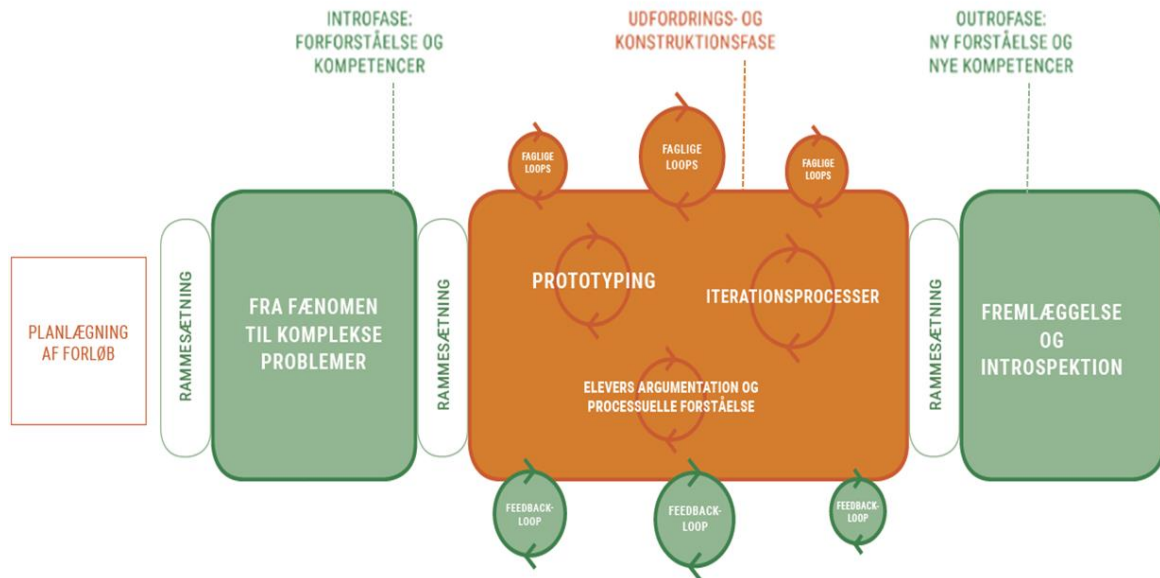 INTROFASE:
FORFORSTÅELSE OG
KOMPETENCER
UDFORDRINGS- OG
KONSTRUKTIONSFASE
OUTROFASE:
NY FORSTÅELSE OG
NYE KOMPETENCER
FAGLIGE
LOOPS
FAGLIGE
LOOPS
FAGLIGE
LOOPS
PLANLÆGNING
AF FORLØB
RAMMESÆTNING
FRA FÆNOMEN
TIL KOMPLEKSE
PROBLEMER
RAMMESÆTNING
PROTOTYPING
ITERATIONSPROCESSER
ELEVERS ARGUMENTATION OG
PROCESSUELLE FORSTÅELSE
RAMMESÆTNING
FREMLÆGGELSE
OG
INTROSPEKTION
FEEDBACK-
LOOP
FEEDBACK-
LOOP
FEEDBACK-
LOOP